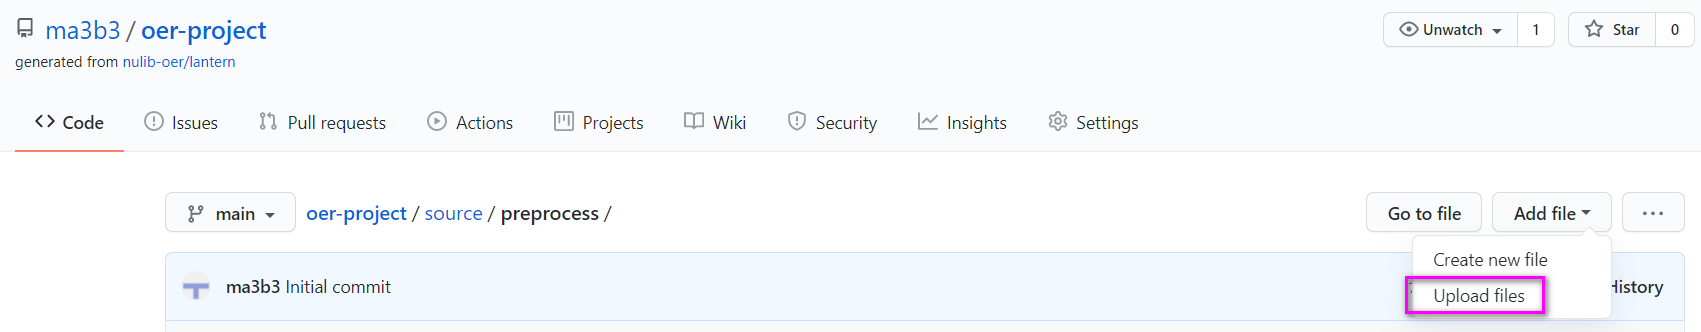 ma3b3 / oer-project
Unwatch 1
Star 0
generated from nulib-oer/lantern
Code Issues Pull requests Actions Projects Wiki Security Insights Settings
main oer-project / source / preprocess / Go to file Add file ...
Create new file
ma3b3 Initial commit
History
Upload files